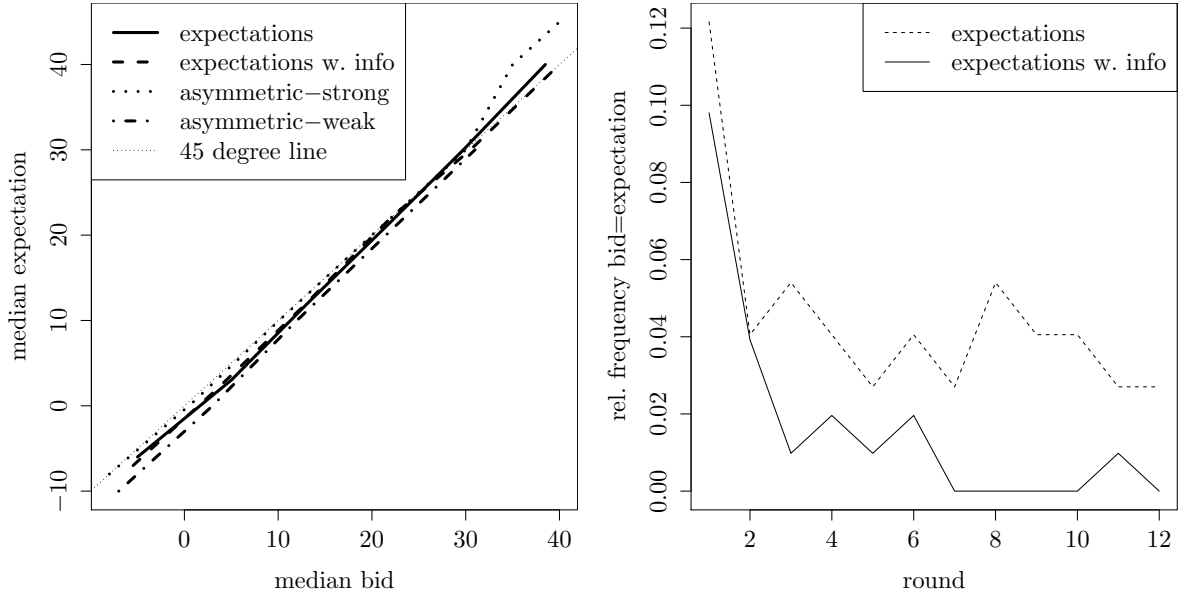 expectations
expectations w. info
asymmetric−strong
asymmetric−weak
45 degree line
median expectation
−10
0
10
20
30
40
0
10
20
30
40
median bid
expectations
expectations w. info
rel. frequency bid=expectation
0.00
0.02
0.04
0.06
0.08
0.10
0.12
2
4
6
8
10
12
round